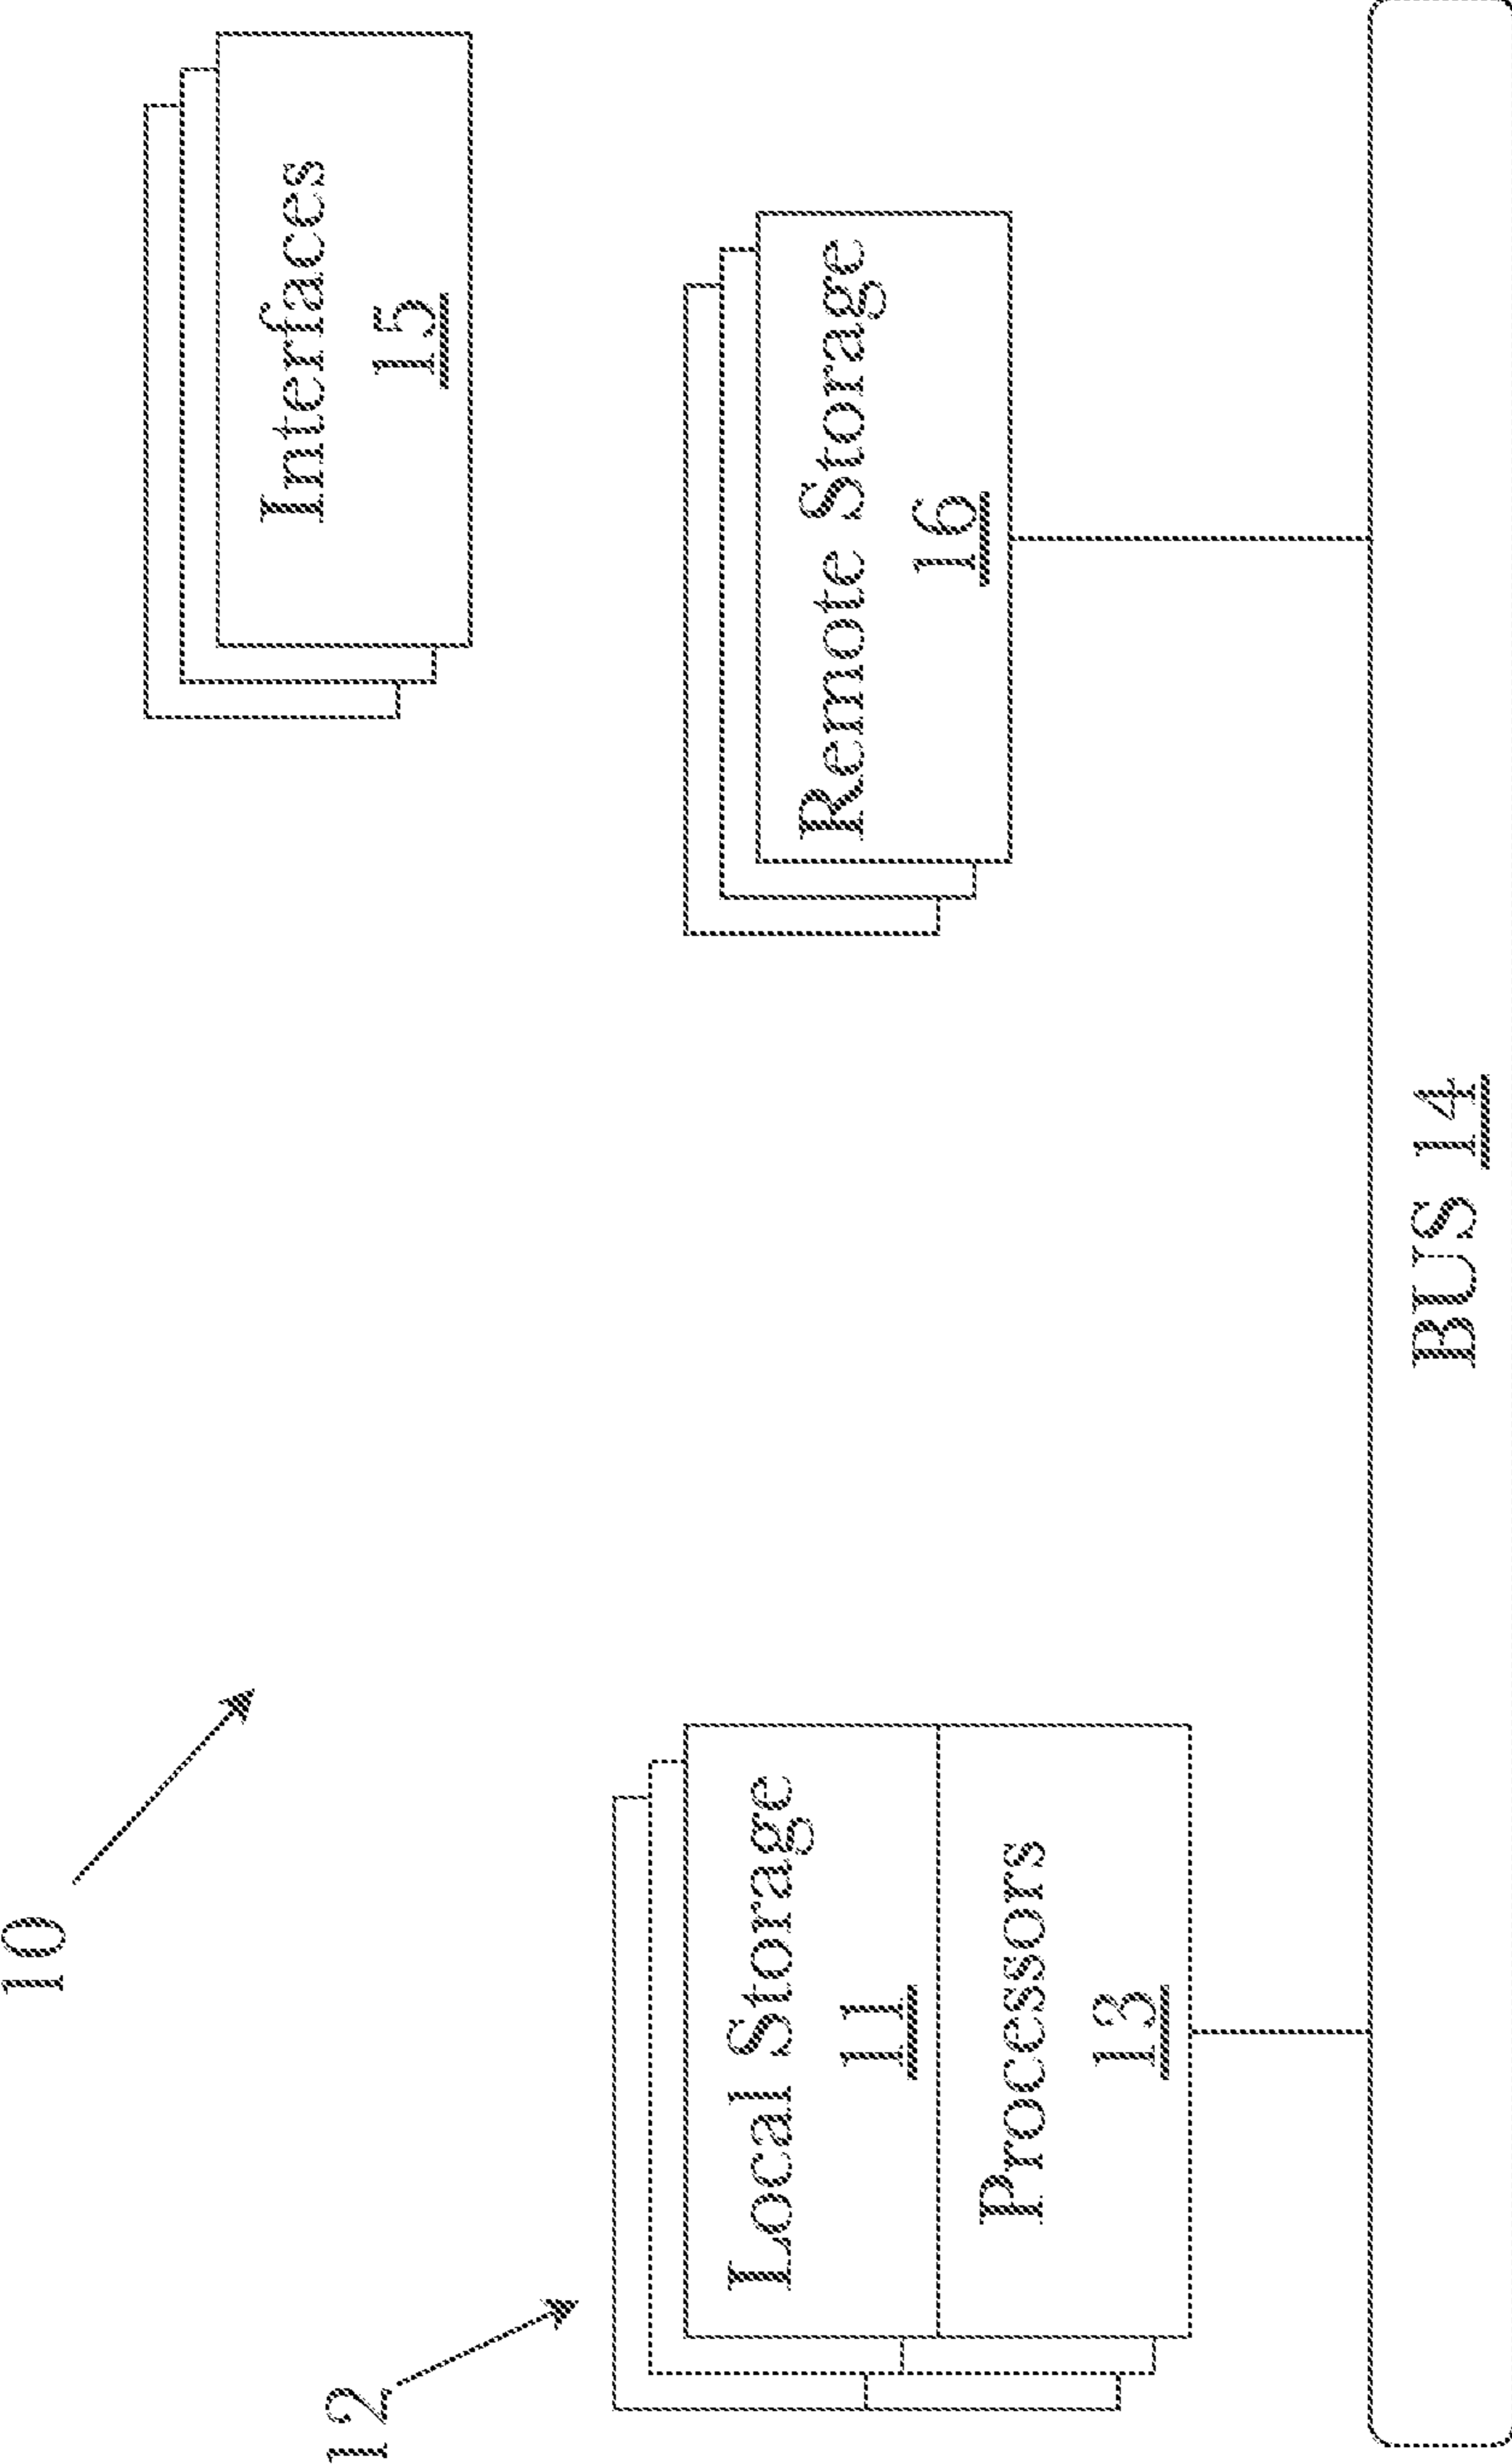 10
12
Local Storage
11
Processors
13
Interfaces
15
Remote Storage
16
BUS 14